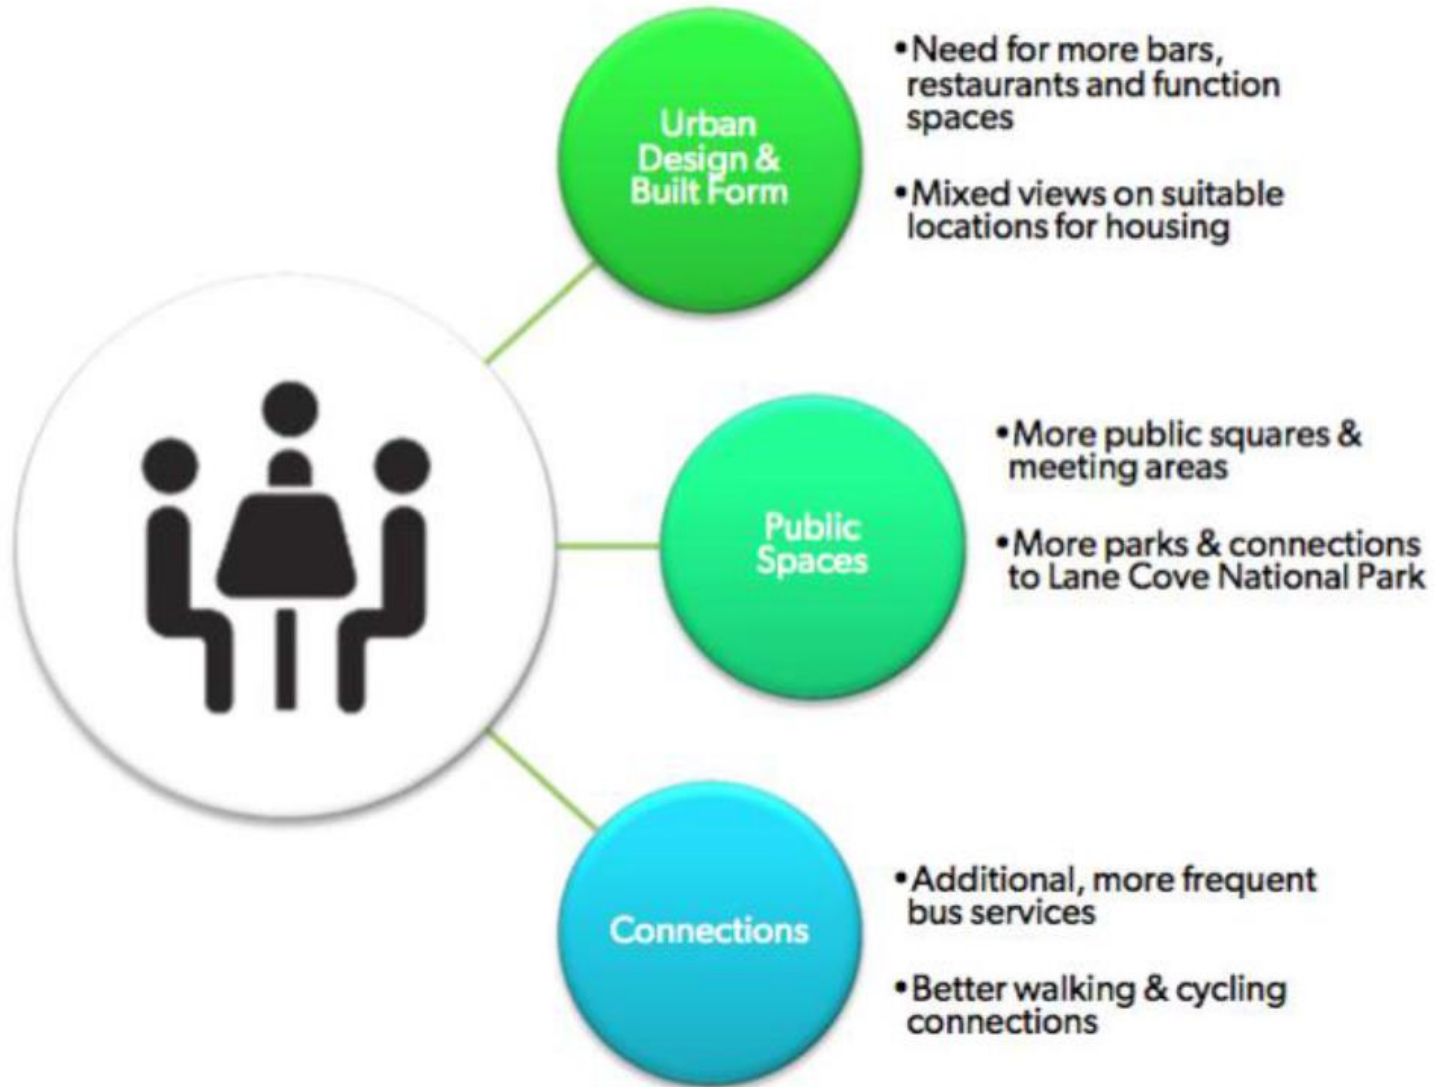 Urban
Design &
Built Form
•Need for more bars,
restaurants and function
spaces
•Mixed views on suitable
locations for housing
Public
Spaces
•More public squares &
meeting areas
•More parks & connections
to Lane Cove National Park
Connections
•Additional, more frequent
bus services
•Better walking & cycling
connections